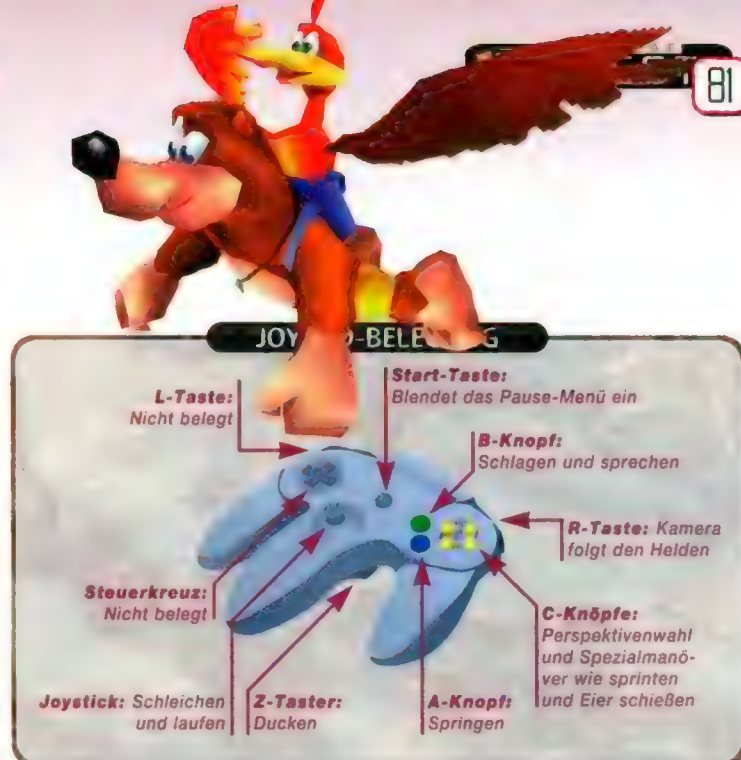 81
L-Taste:
Nicht belegt
Start-Taste:
Blendet das Pause-Menü ein
B-Knopf:
Schlagen und sprechen
R-Taste: Kamera
folgt den Helden
Steuerkreuz:
Nicht belegt
C-Knöpfe:
Perspektivenwahl
und Spezialmanö-
ver wie sprinten
und Eier schießen
Joystick: Schleichen
und laufen
Z-Taster:
Ducken
A-Knopf:
Springen